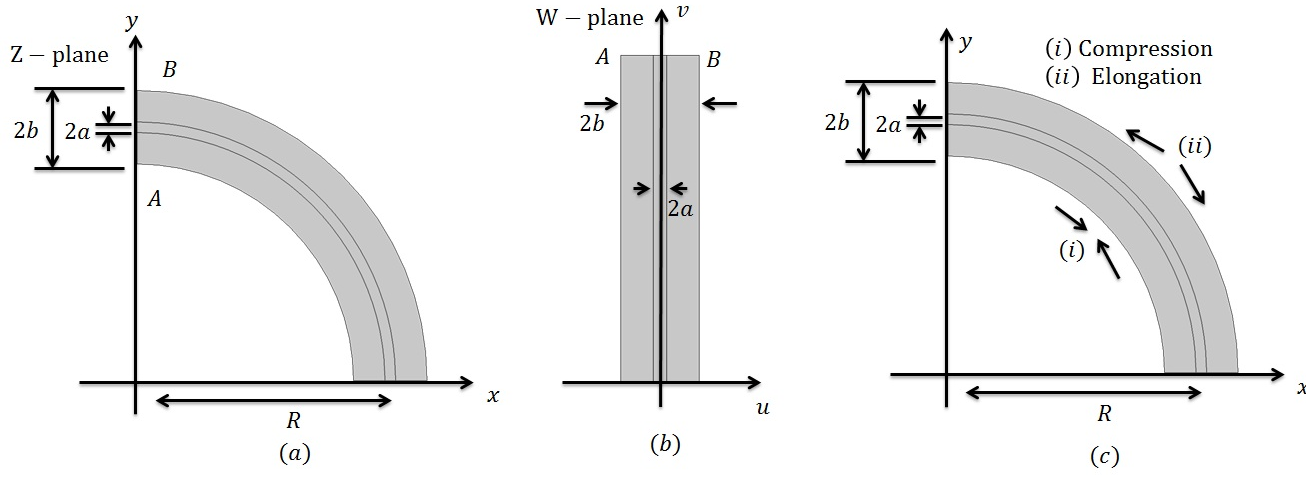 Z − plane
y
B
2b
2a
A
x
R
(a)
W − plane
v
A
B
2b
2a
u
(b)
y
(i) Compression
(ii) Elongation
2b
2a
(ii)
(i)
x
R
(c)